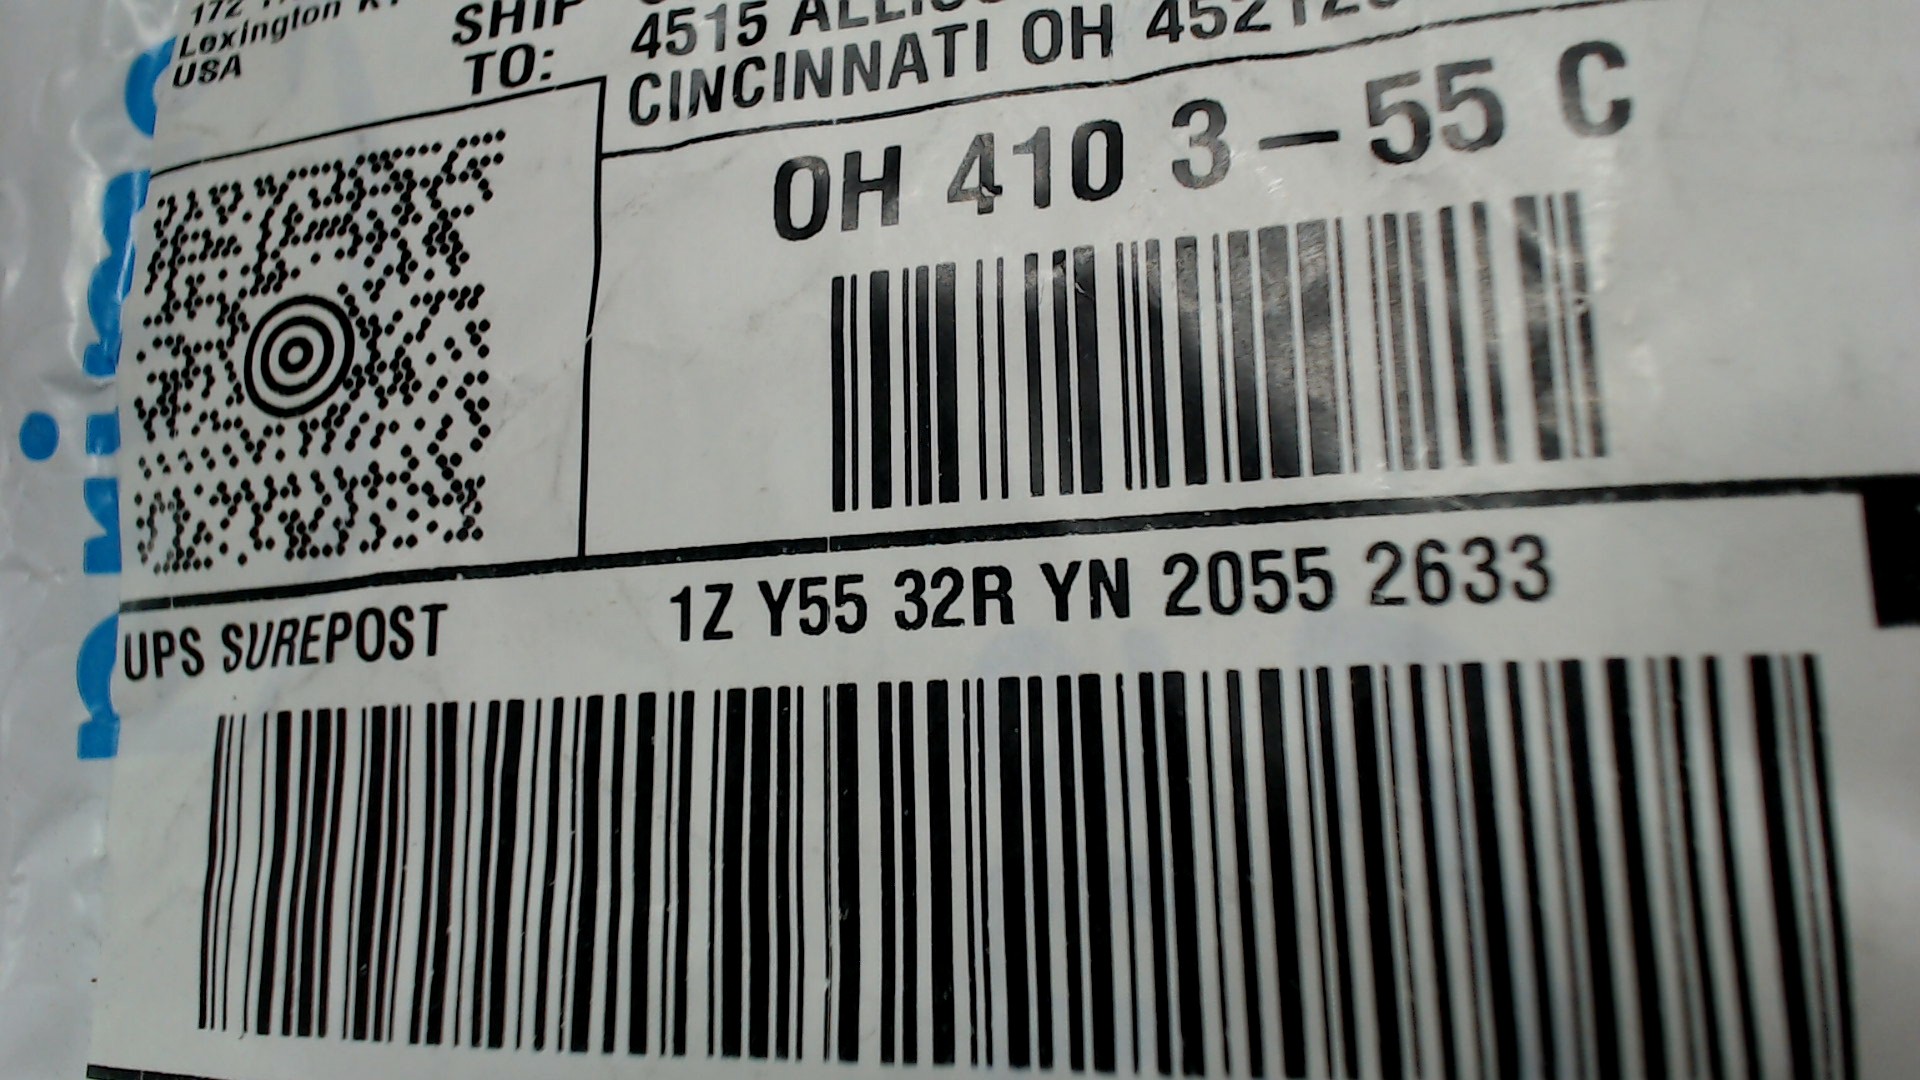 172
Lexington
USA
SHIP
TO:
4515
CINCINNATI OH
OH 410 3-55 C
UPS SUREPOST
1Z Y55 32R YN 2055 2633